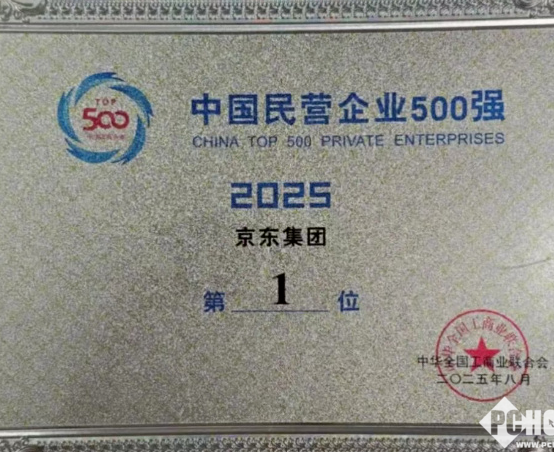 TOP
500
中国民营企业500强
CHINA TOP 500 PRIVATE ENTERPRISES
2025
京东集团
第 1 位
中华全国工商业联合会
二〇二五年八月